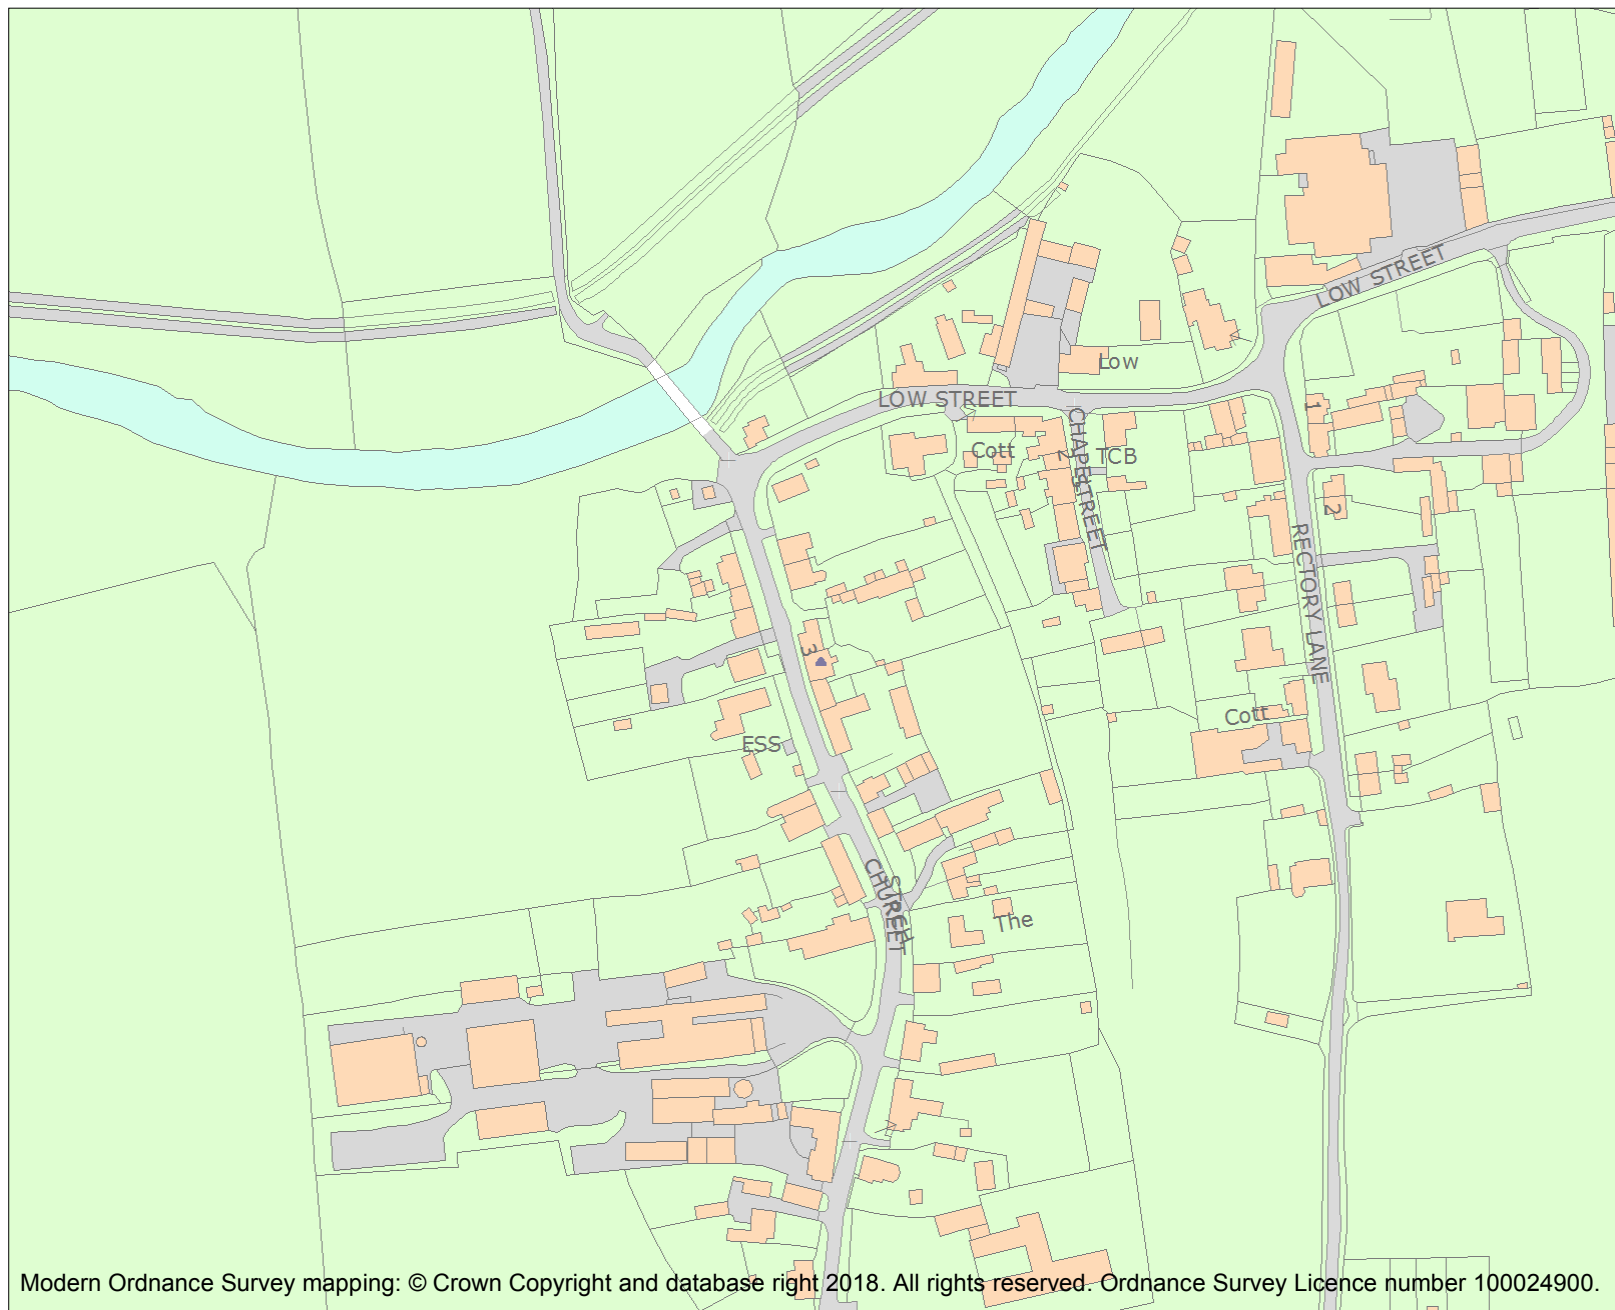 LOW STREET
Low
LOW STREET
CHAPEL
STREET
Cott
2
TCB
1
2
RECTORY LANE
3
Cott
ESS
CHURCH
STREET
The
Modern Ordnance Survey mapping: © Crown Copyright and database right 2018. All rights reserved. Ordnance Survey Licence number 100024900.